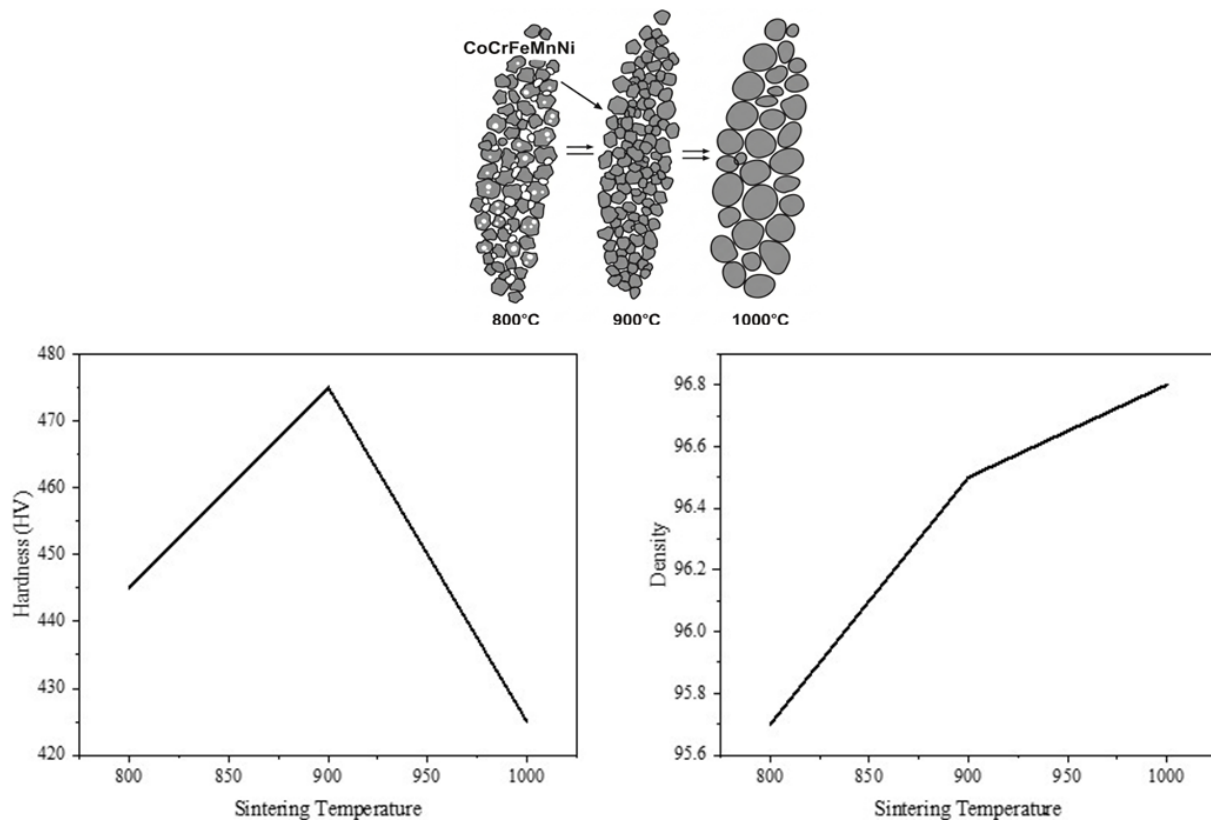 CoCrFeMnNi
800°C 900°C 1000°C
480
470
460
450
440
430
420
Hardness (HV)
800 850 900 950 1000
Sintering Temperature
96.8
96.6
96.4
96.2
96.0
95.8
95.6
Density
800 850 900 950 1000
Sintering Temperature